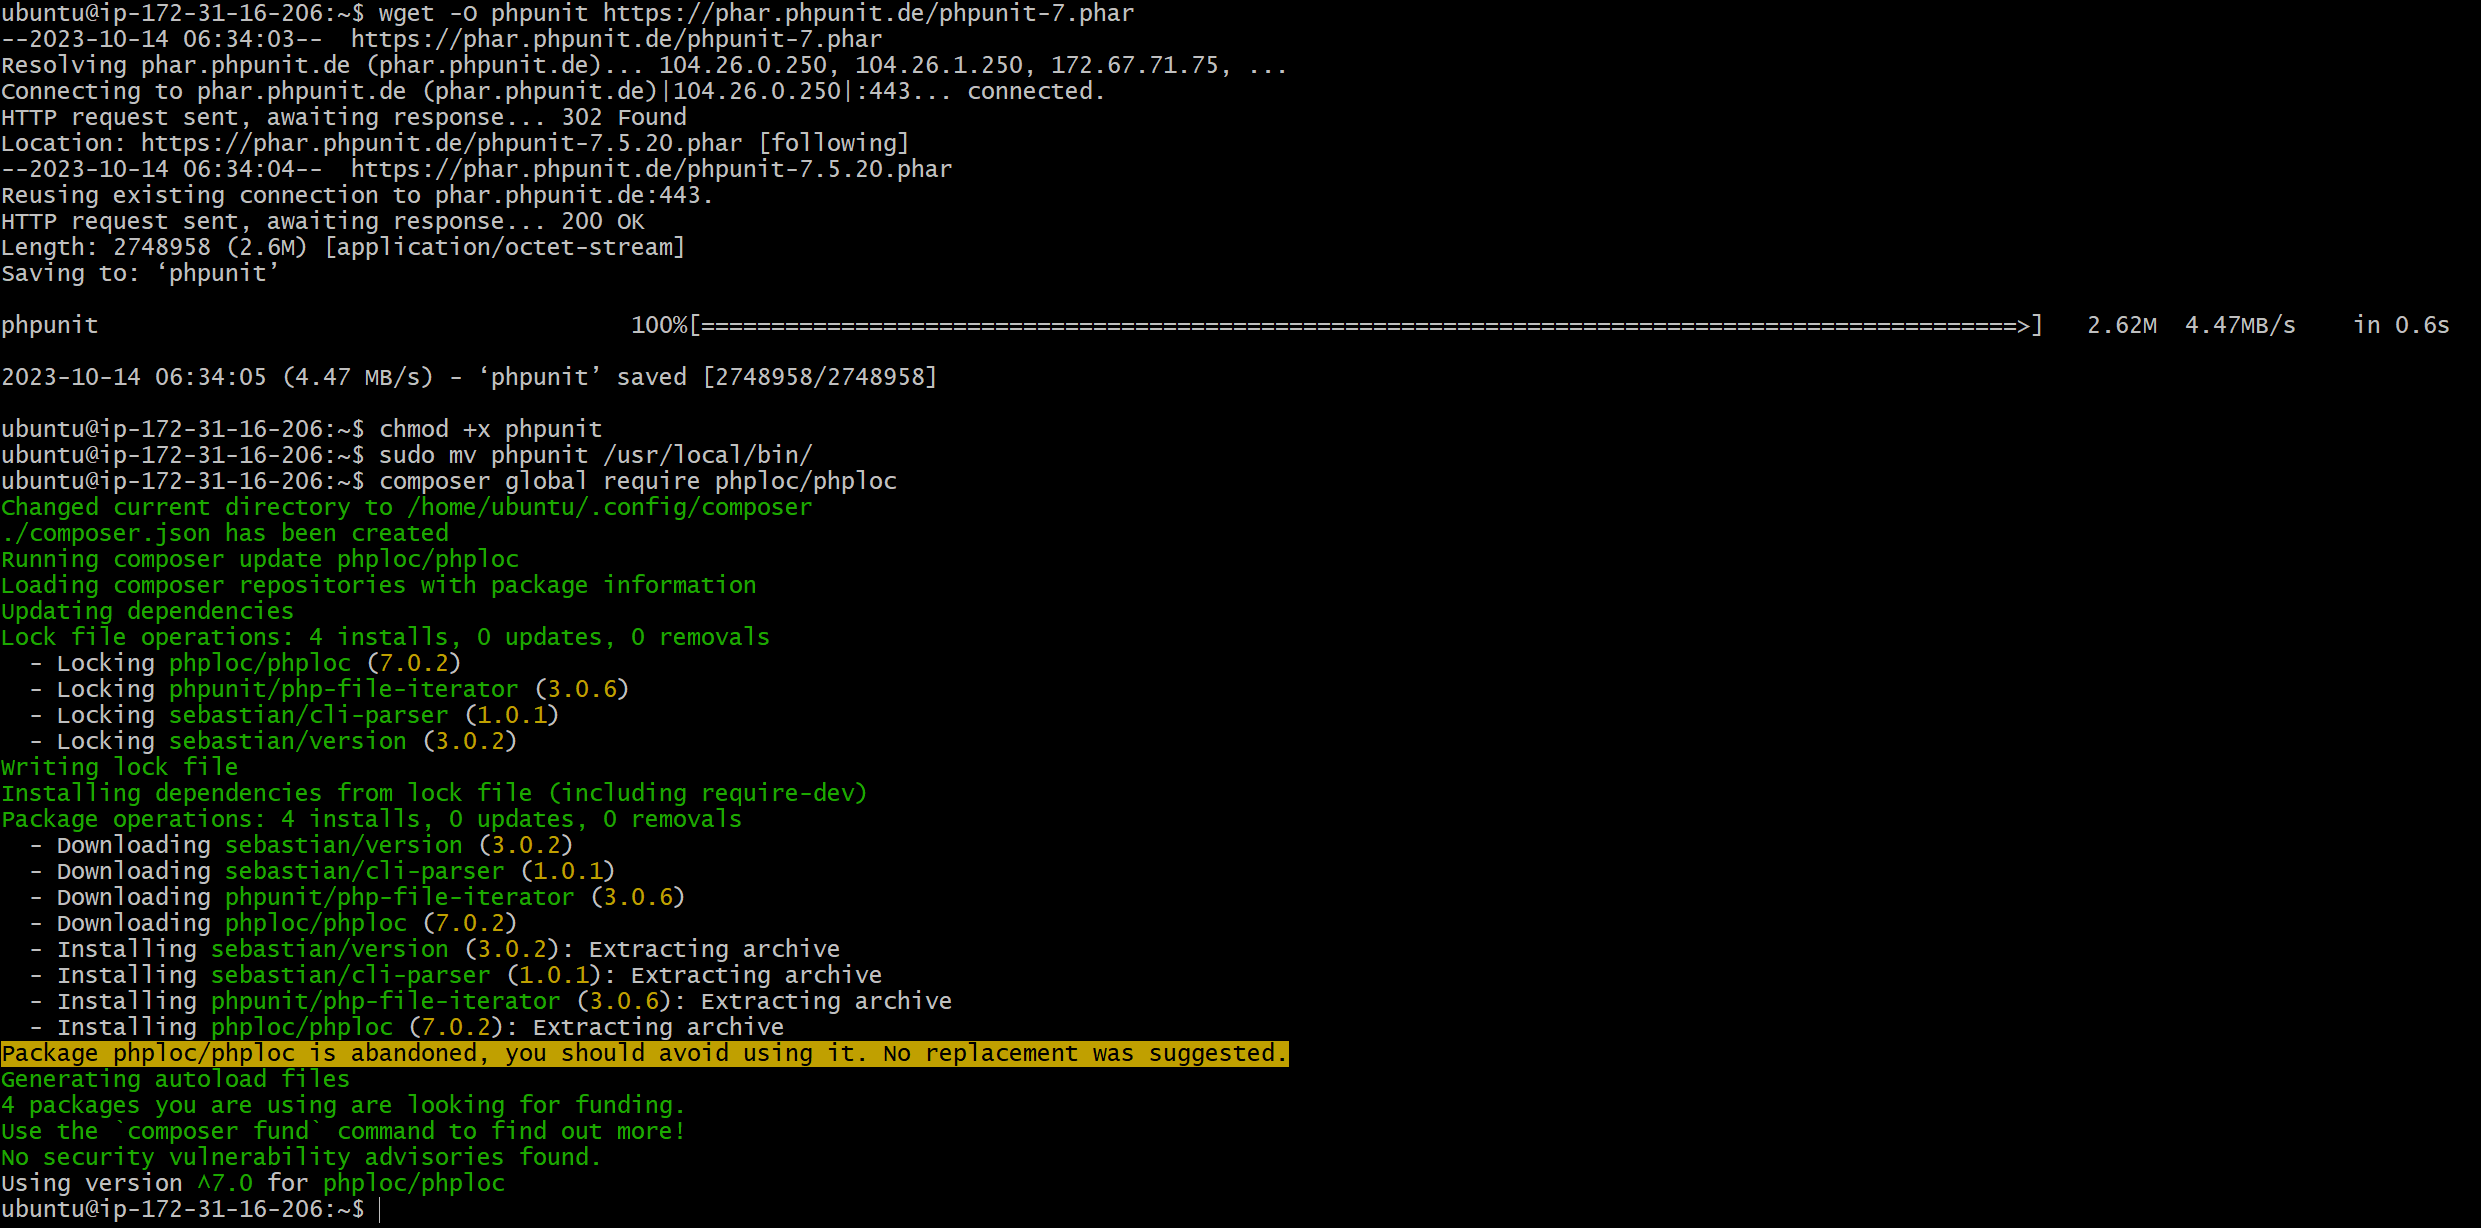 ubuntu@ip-172-31-16-206:~$ wget -O phpunit https://phar.phpunit.de/phpunit-7.phar
--2023-10-14 06:34:03--  https://phar.phpunit.de/phpunit-7.phar
Resolving phar.phpunit.de (phar.phpunit.de)... 104.26.0.250, 104.26.1.250, 172.67.71.75, ...
Connecting to phar.phpunit.de (phar.phpunit.de)|104.26.0.250|:443... connected.
HTTP request sent, awaiting response... 302 Found
Location: https://phar.phpunit.de/phpunit-7.5.20.phar [following]
--2023-10-14 06:34:04--  https://phar.phpunit.de/phpunit-7.5.20.phar
Reusing existing connection to phar.phpunit.de:443.
HTTP request sent, awaiting response... 200 OK
Length: 2748958 (2.6M) [application/octet-stream]
Saving to: ‘phpunit’
phpunit 100%[==============================================================================================>] 2.62M 4.47MB/s in 0.6s
2023-10-14 06:34:05 (4.47 MB/s) - ‘phpunit’ saved [2748958/2748958]
ubuntu@ip-172-31-16-206:~$ chmod +x phpunit
ubuntu@ip-172-31-16-206:~$ sudo mv phpunit /usr/local/bin/
ubuntu@ip-172-31-16-206:~$ composer global require phploc/phploc
Changed current directory to /home/ubuntu/.config/composer
./composer.json has been created
Running composer update phploc/phploc
Loading composer repositories with package information
Updating dependencies
Lock file operations: 4 installs, 0 updates, 0 removals
  - Locking phploc/phploc (7.0.2)
  - Locking phpunit/php-file-iterator (3.0.6)
  - Locking sebastian/cli-parser (1.0.1)
  - Locking sebastian/version (3.0.2)
Writing lock file
Installing dependencies from lock file (including require-dev)
Package operations: 4 installs, 0 updates, 0 removals
  - Downloading sebastian/version (3.0.2)
  - Downloading sebastian/cli-parser (1.0.1)
  - Downloading phpunit/php-file-iterator (3.0.6)
  - Downloading phploc/phploc (7.0.2)
  - Installing sebastian/version (3.0.2): Extracting archive
  - Installing sebastian/cli-parser (1.0.1): Extracting archive
  - Installing phpunit/php-file-iterator (3.0.6): Extracting archive
  - Installing phploc/phploc (7.0.2): Extracting archive
Package phploc/phploc is abandoned, you should avoid using it. No replacement was suggested.
Generating autoload files
4 packages you are using are looking for funding.
Use the `composer fund` command to find out more!
No security vulnerability advisories found.
Using version ^7.0 for phploc/phploc
ubuntu@ip-172-31-16-206:~$